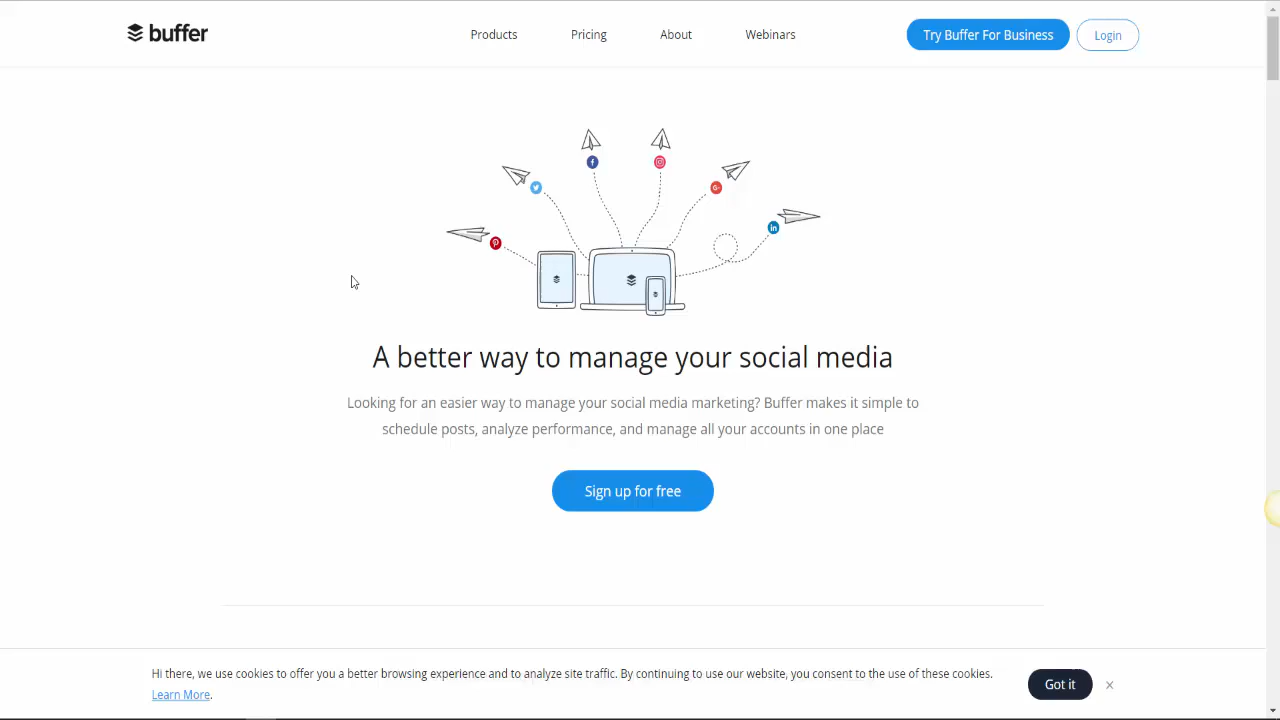 buffer
Products
Pricing
About
Webinars
Try Buffer For Business
Login
A better way to manage your social media
Looking for an easier way to manage your social media marketing? Buffer makes it simple to
schedule posts, analyze performance, and manage all your accounts in one place
Sign up for free
Hi there, we use cookies to offer you a better browsing experience and to analyze site traffic. By continuing to use our website, you consent to the use of these cookies.
Learn More.
Got it